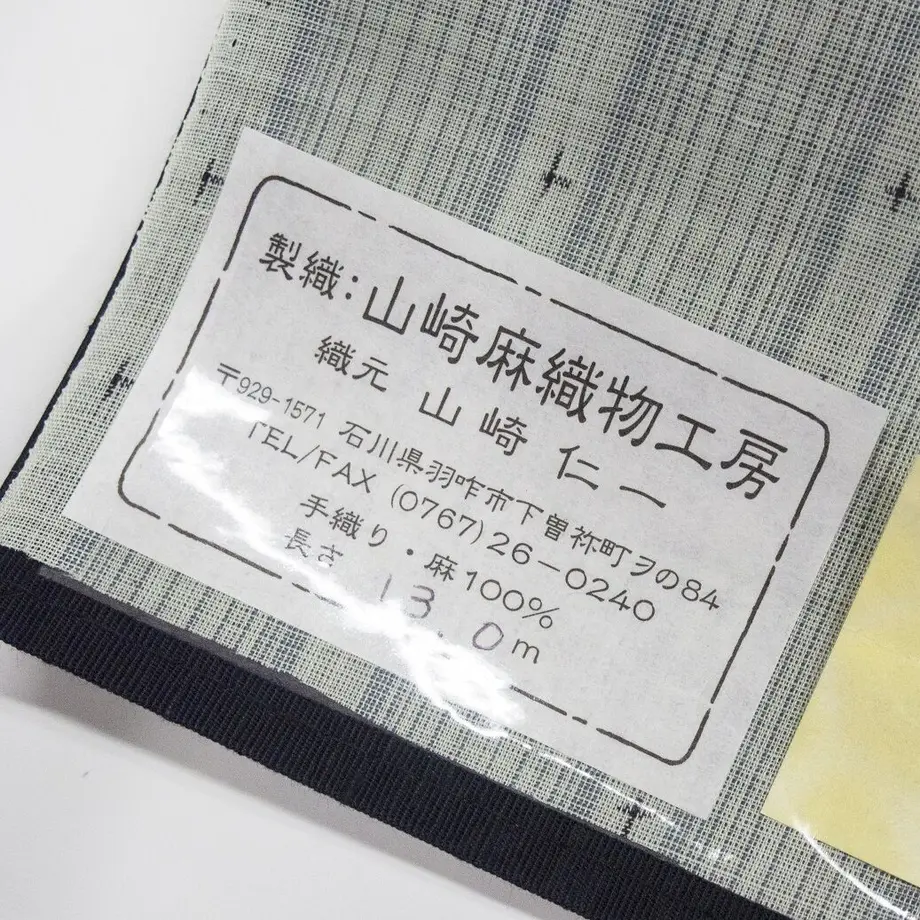 製織：山崎麻織物工房
織元 山崎仁一
〒929-1571 石川県羽咋市下曽祢町ヲの84
TEL/FAX (0767)26-0240
手織り・麻100%
長さ 13.0m